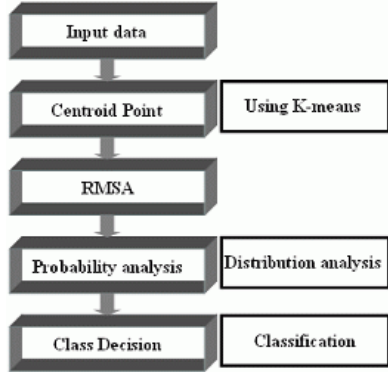 Input data
Centroid Point
Using K-means
RMSA
Probability analysis
Distribution analysis
Class Decision
Classification